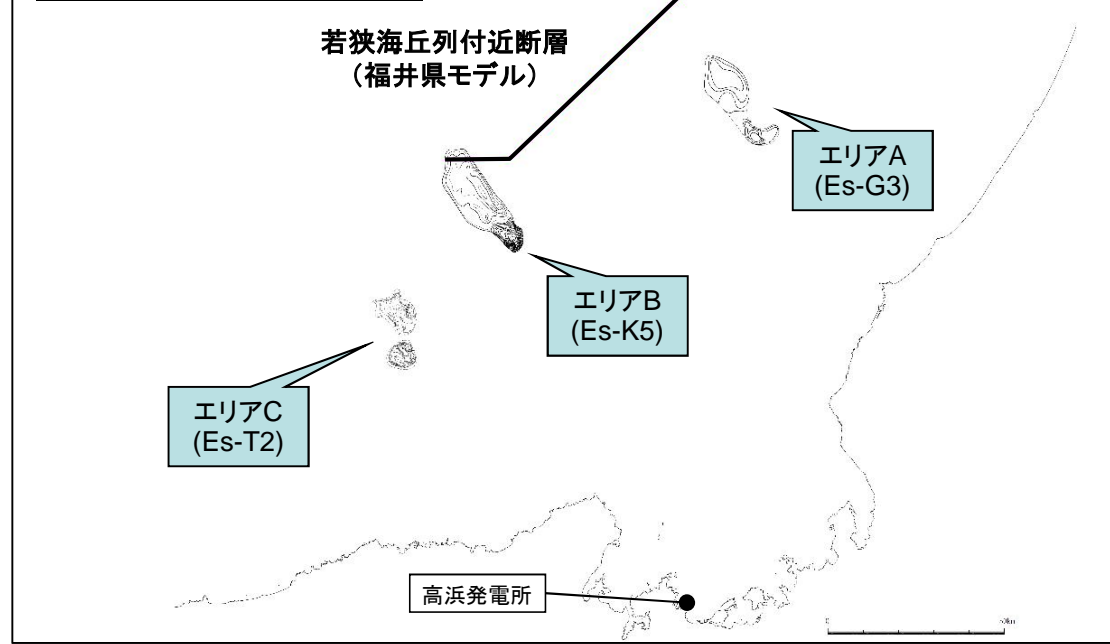 若狭海丘列付近断層
（福井県モデル）
エリアA
(Es-G3)
エリアB
(Es-K5)
エリアC
(Es-T2)
高浜発電所
0
50km